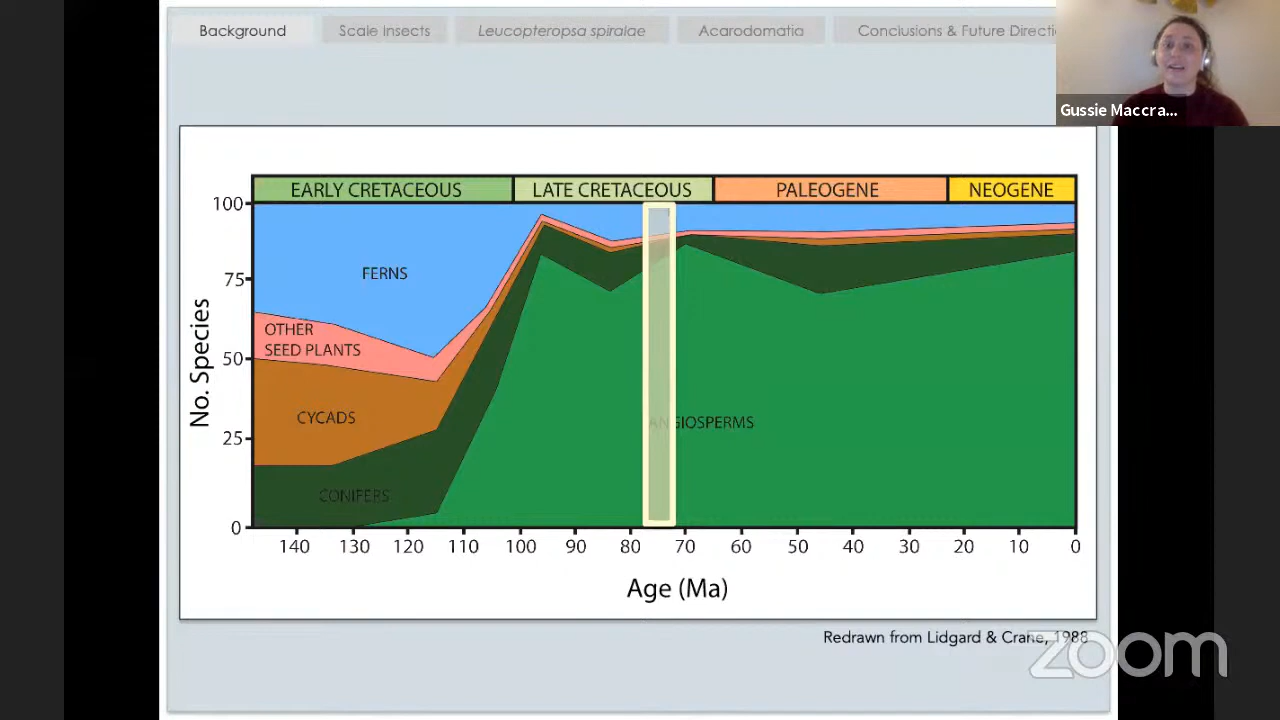 Background
Scale Insects
Leucopteropsa spiralae
Acarodomatia
Conclusions & Future Directi
Gussie Maccra...
EARLY CRETACEOUS
LATE CRETACEOUS
PALEOGENE
NEOGENE
100
75
50
25
0
No. Species
FERNS
OTHER
SEED PLANTS
CYCADS
CONIFERS
ANGIOSPERMS
140
130
120
110
100
90
80
70
60
50
40
30
20
10
0
Age (Ma)
Redrawn from Lidgard & Crane, 1988
zoom